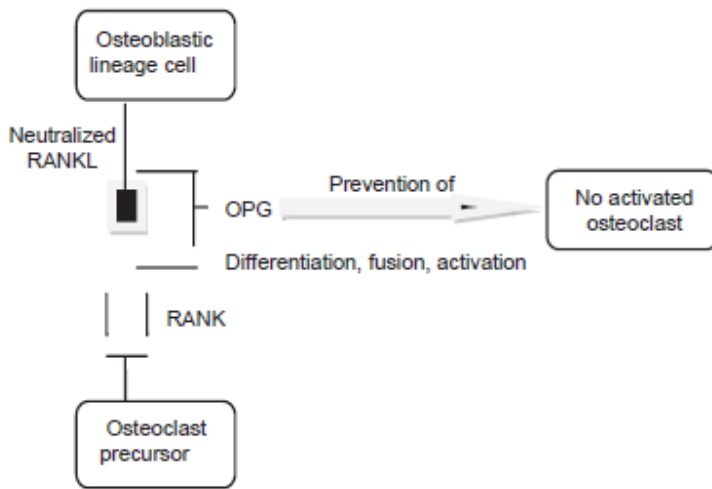 Osteoblastic
lineage cell
Neutralized
RANKL
Prevention of
OPG
No activated
osteoclast
Differentiation, fusion, activation
RANK
Osteoclast
precursor